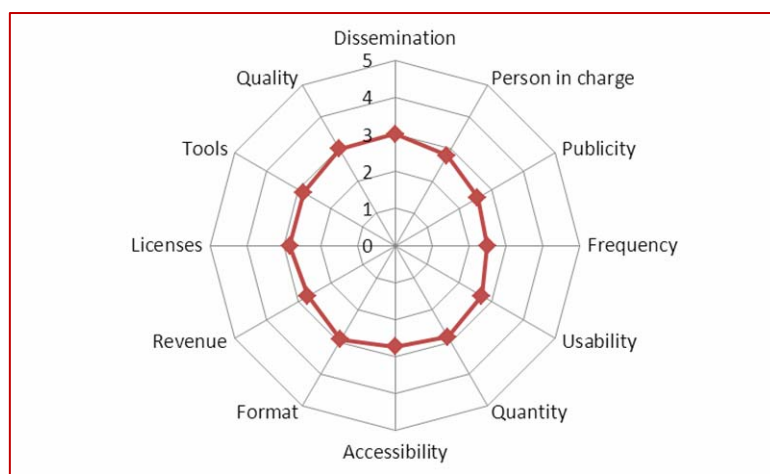 Dissemination
5
Quality
Person in charge
4
3
Tools
Publicity
2
1
Licenses
0
Frequency
Revenue
Usability
Format
Quantity
Accessibility